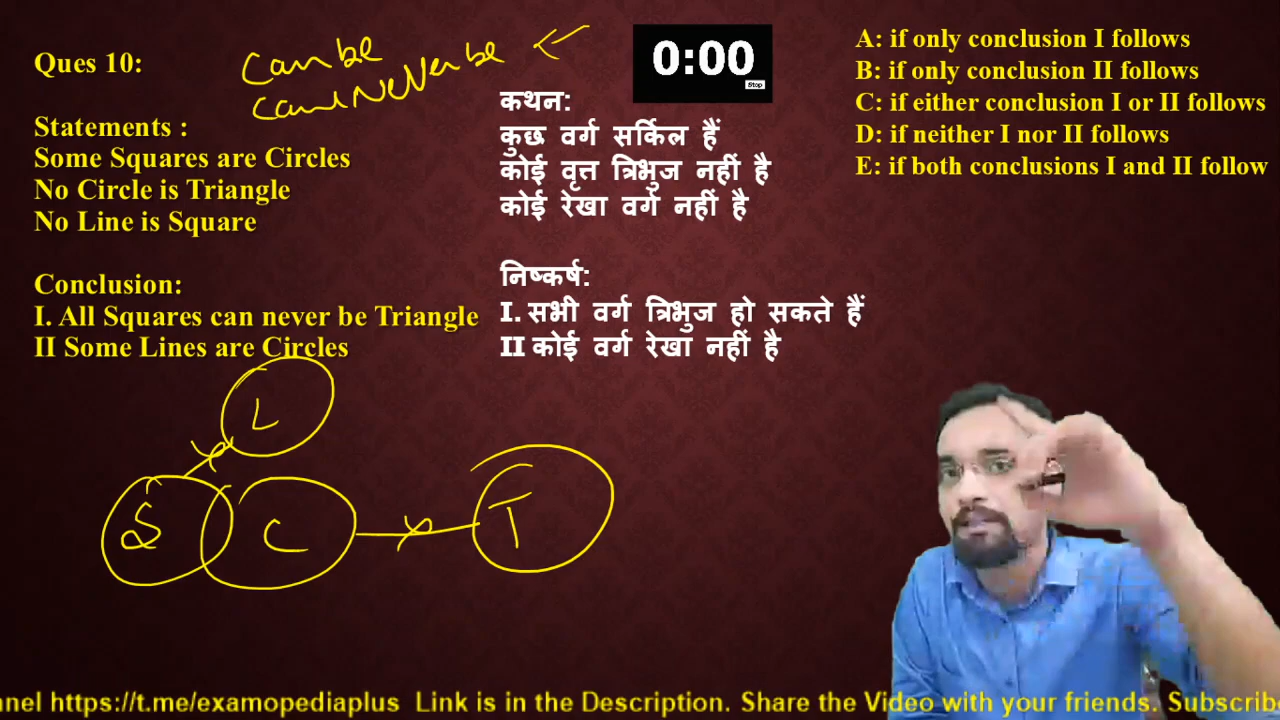 Ques 10:
Can be
can NeVer be
0:00
Stop
Statements :
Some Squares are Circles
No Circle is Triangle
No Line is Square
Conclusion:
I. All Squares can never be Triangle
II Some Lines are Circles
कथन:
कुछ वर्ग सर्किल हैं
कोई वृत्त त्रिभुज नहीं है
कोई रेखा वर्ग नहीं है
निष्कर्ष:
I. सभी वर्ग त्रिभुज हो सकते हैं
II कोई वर्ग रेखा नहीं है
A: if only conclusion I follows
B: if only conclusion II follows
C: if either conclusion I or II follows
D: if neither I nor II follows
E: if both conclusions I and II follow
L
S C T
nnel https://t.me/examopediaplus Link is in the Description. Share the Video with your friends. Subscrib